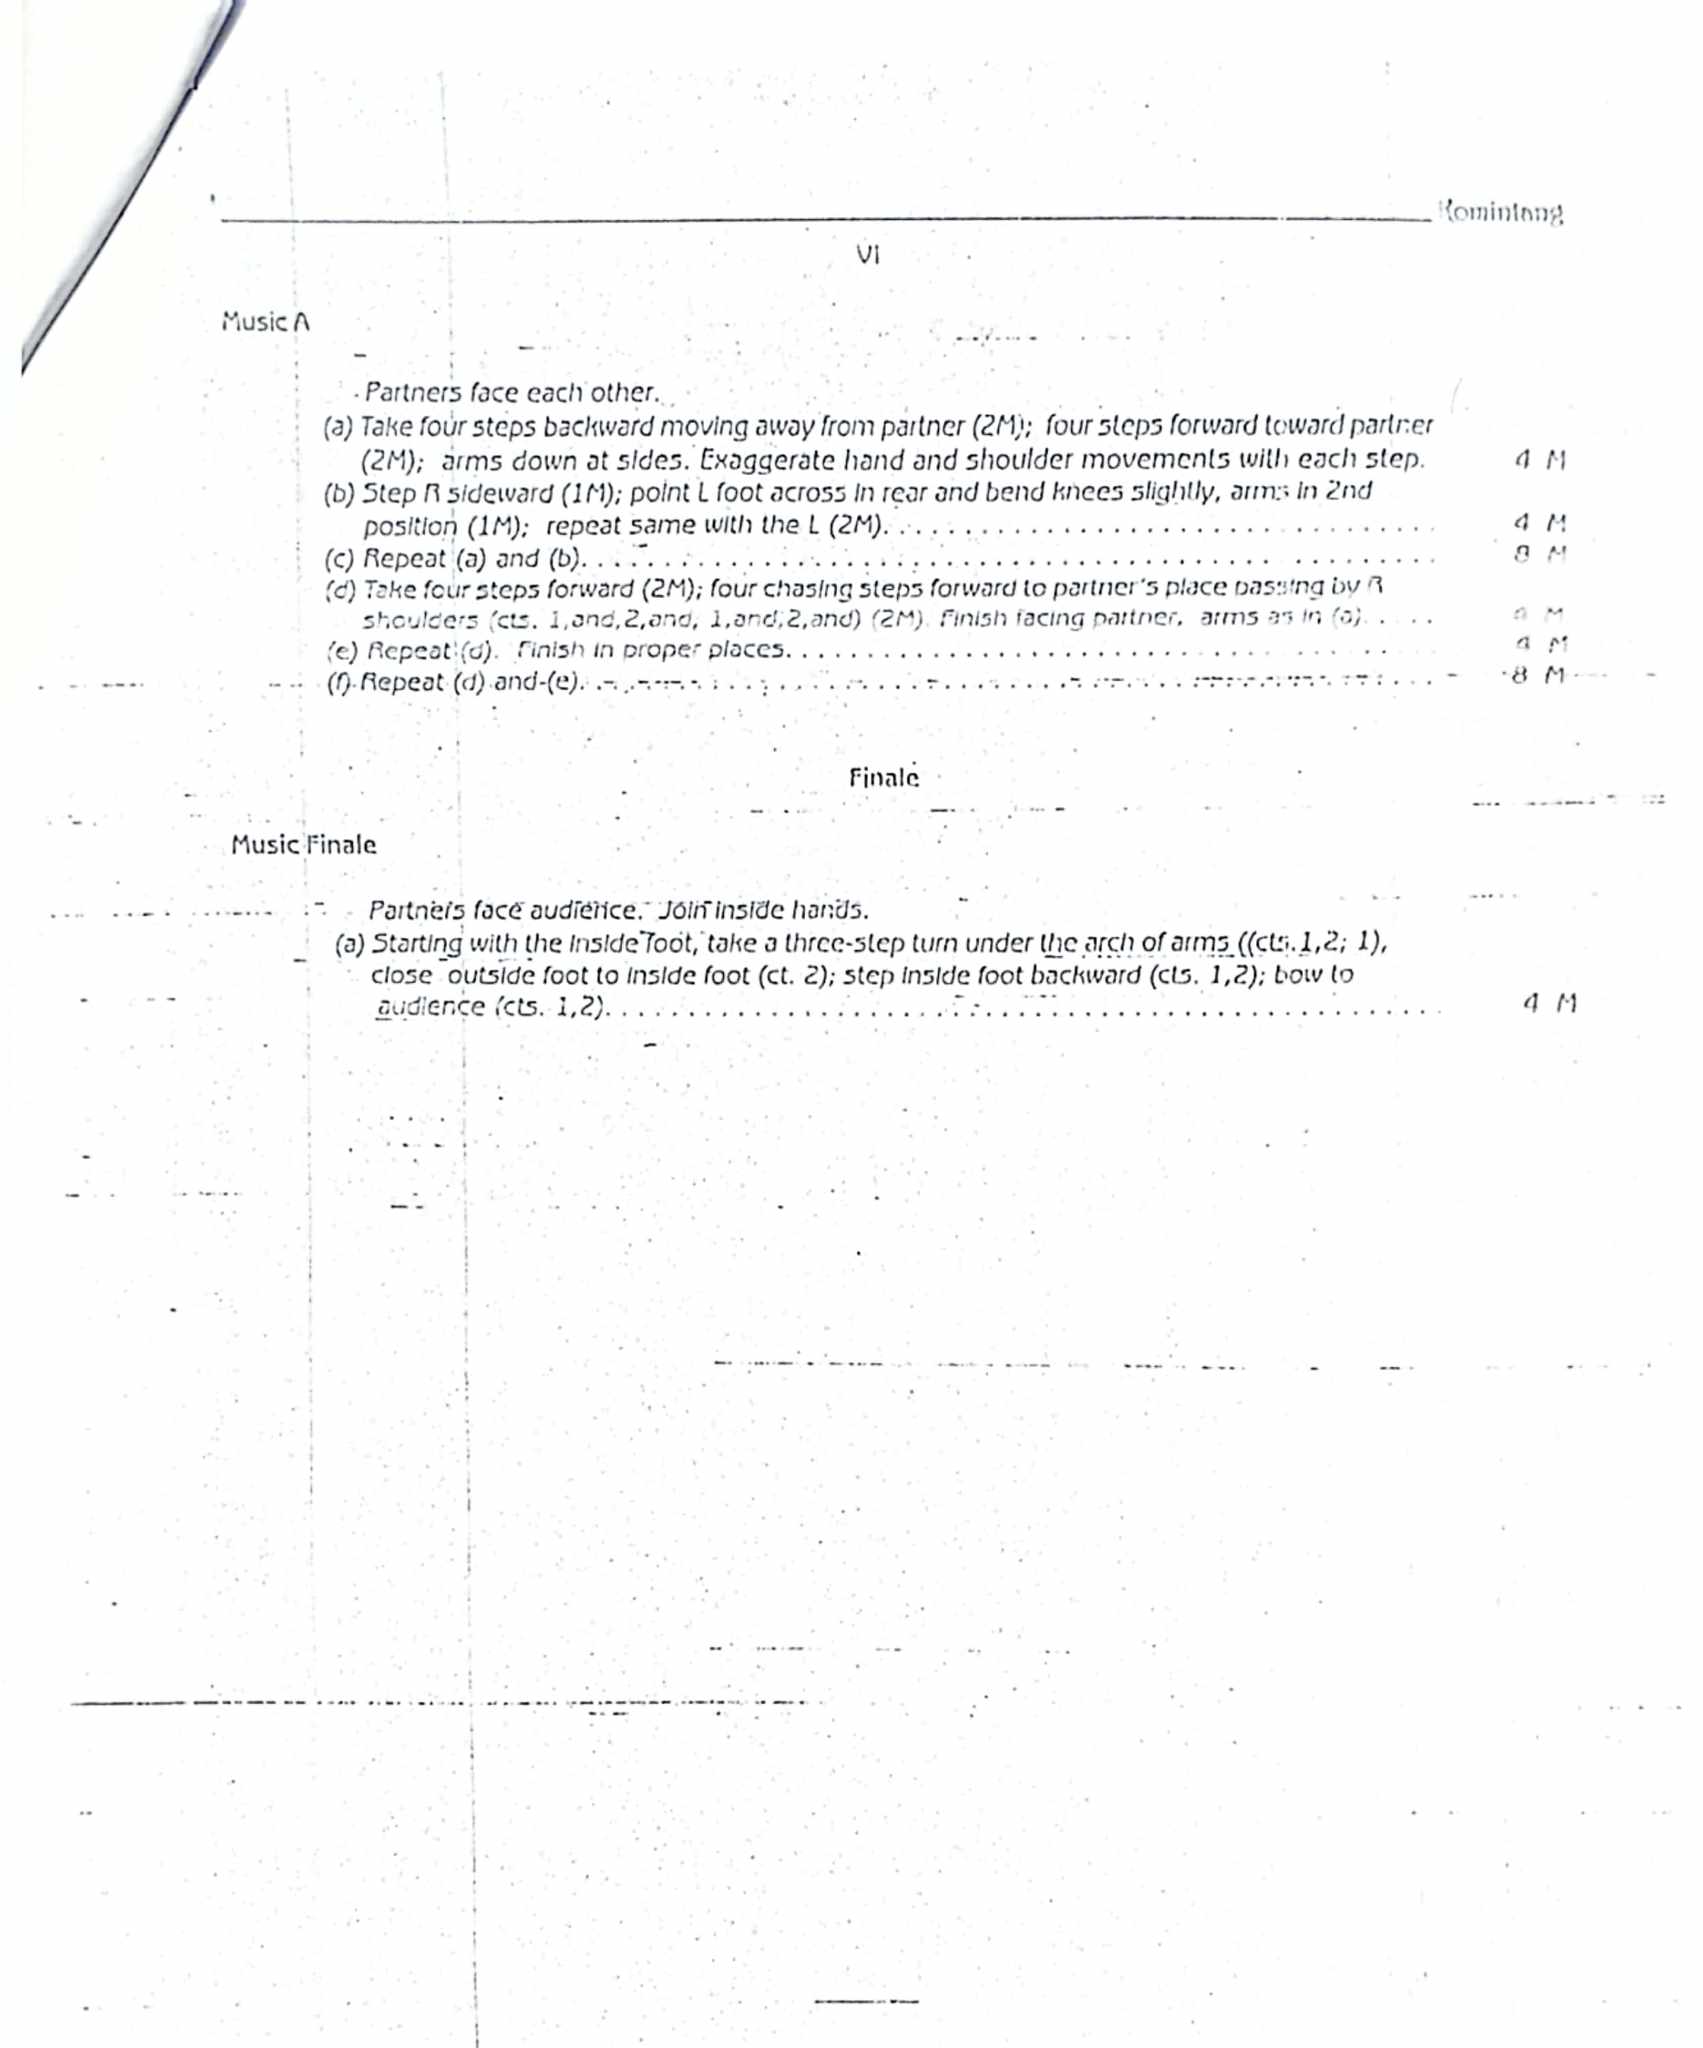 Komintang
VI
Music A
Partners face each other.
(a) Take four steps backward moving away from partner (2M); four steps forward toward partner
(2M); arms down at sides. Exaggerate hand and shoulder movements with each step. 4 M
(b) Step R sideward (1M); point L foot across in rear and bend knees slightly, arms in 2nd
position (1M); repeat same with the L (2M). 4 M
(c) Repeat (a) and (b). 8 M
(d) Take four steps forward (2M); four chasing steps forward to partner's place passing by R
shoulders (cts. 1,and,2,and, 1,and,2,and) (2M). Finish facing partner, arms as in (a). 4 M
(e) Repeat (d). Finish in proper places. 4 M
(f) Repeat (d) and (e). 8 M
Finale
Music Finale
Partners face audience. Join inside hands.
(a) Starting with the inside foot, take a three-step turn under the arch of arms ((cts.1,2; 1),
close outside foot to inside foot (ct. 2); step inside foot backward (cts. 1,2); bow to
audience (cts. 1,2). 4 M